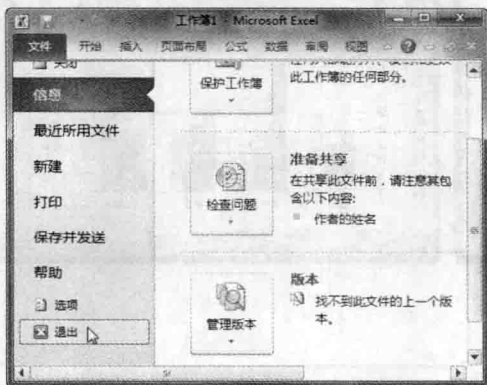 工作簿1 - Microsoft Excel
文件 开始 插入 页面布局 公式 数据 审阅 视图
关闭
信息
最近所用文件
新建
打印
保存并发送
帮助
选项
退出
保护工作簿
此工作簿的任何部分。
检查问题
准备共享
在共享此文件前，请注意其包
含以下内容:
作者的姓名
管理版本
版本
找不到此文件的上一个版
本。